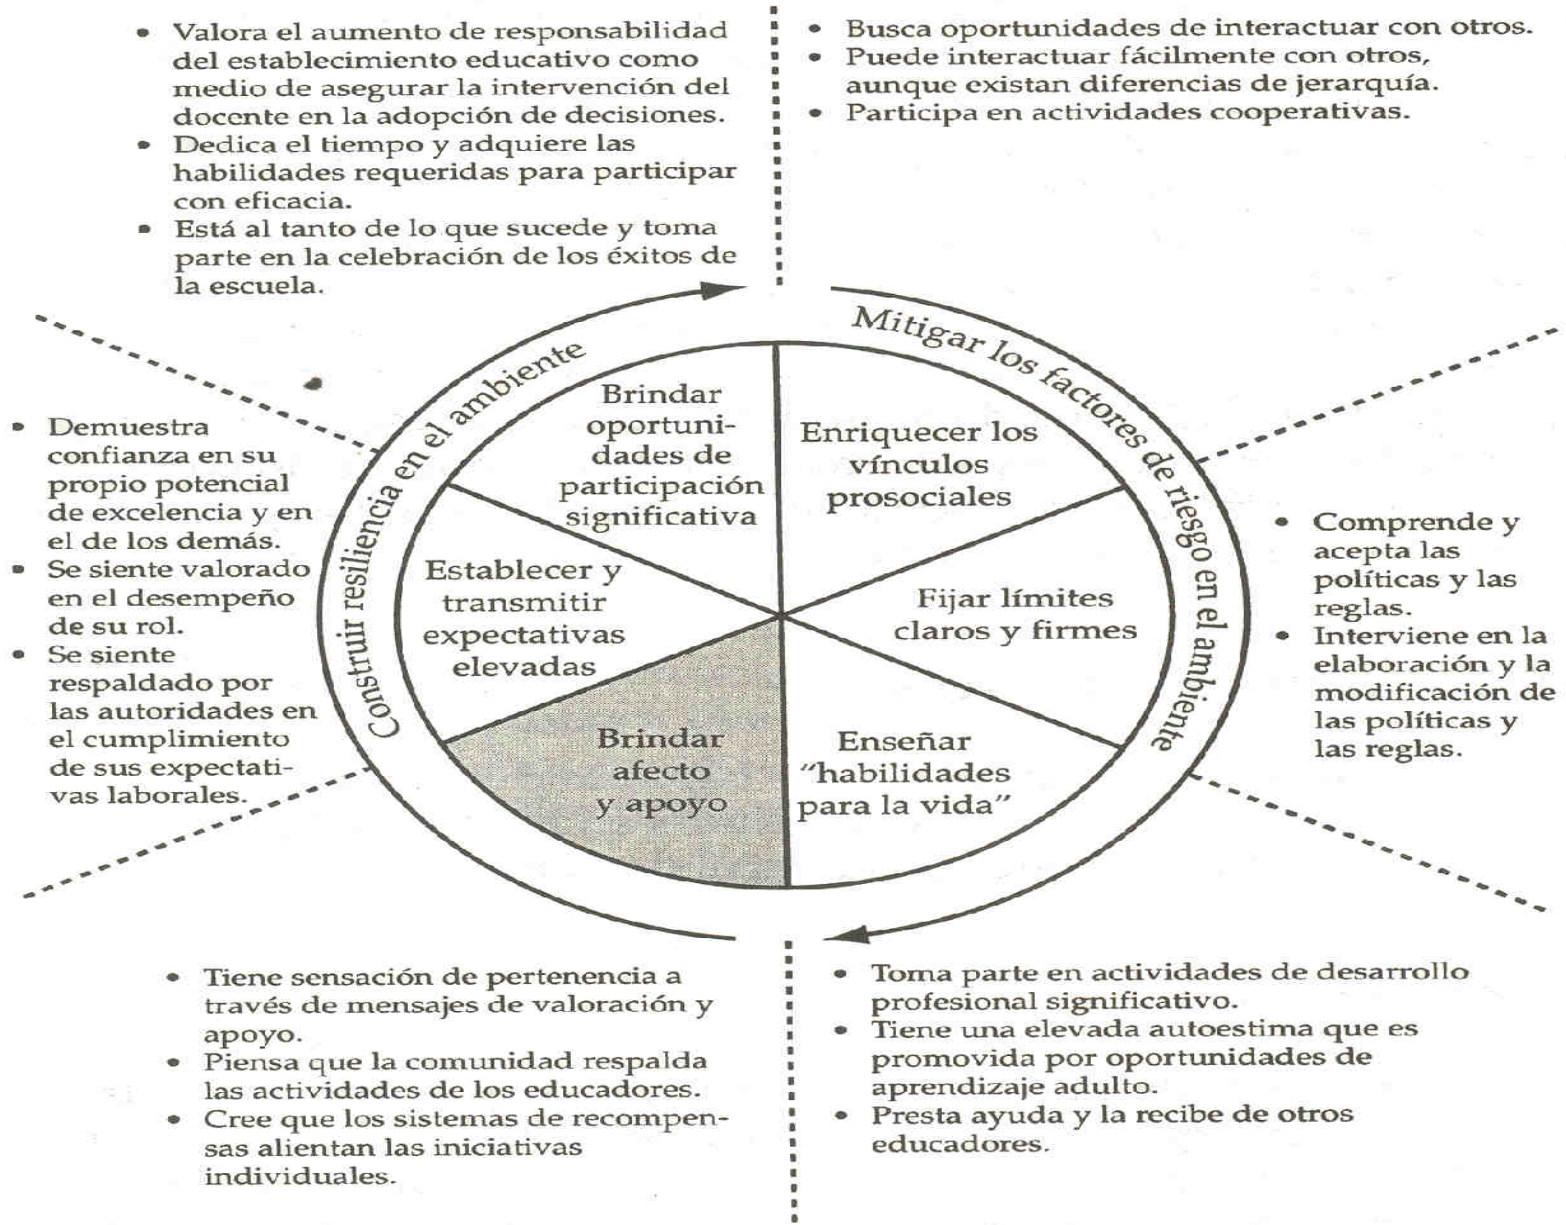 • Valora el aumento de responsabilidad
del establecimiento educativo como
medio de asegurar la intervención del
docente en la adopción de decisiones.
• Dedica el tiempo y adquiere las
habilidades requeridas para participar
con eficacia.
• Está al tanto de lo que sucede y toma
parte en la celebración de los éxitos de
la escuela.
• Busca oportunidades de interactuar con otros.
• Puede interactuar fácilmente con otros,
aunque existan diferencias de jerarquía.
• Participa en actividades cooperativas.
Construir resiliencia en el ambiente
Mitigar los factores de riesgo en el ambiente
• Demuestra
confianza en su
propio potencial
de excelencia y en
el de los demás.
• Se siente valorado
en el desempeño
de su rol.
• Se siente
respaldado por
las autoridades en
el cumplimiento
de sus expectati-
vas laborales.
Brindar
oportuni-
dades de
participación
significativa
Enriquecer los
vínculos
prosociales
Establecer y
transmitir
expectativas
elevadas
Fijar límites
claros y firmes
Brindar
afecto
y apoyo
Enseñar
"habilidades
para la vida"
• Comprende y
acepta las
políticas y las
reglas.
• Interviene en la
elaboración y la
modificación de
las políticas y
las reglas.
• Tiene sensación de pertenencia a
través de mensajes de valoración y
apoyo.
• Piensa que la comunidad respalda
las actividades de los educadores.
• Cree que los sistemas de recompen-
sas alientan las iniciativas
individuales.
• Toma parte en actividades de desarrollo
profesional significativo.
• Tiene una elevada autoestima que es
promovida por oportunidades de
aprendizaje adulto.
• Presta ayuda y la recibe de otros
educadores.